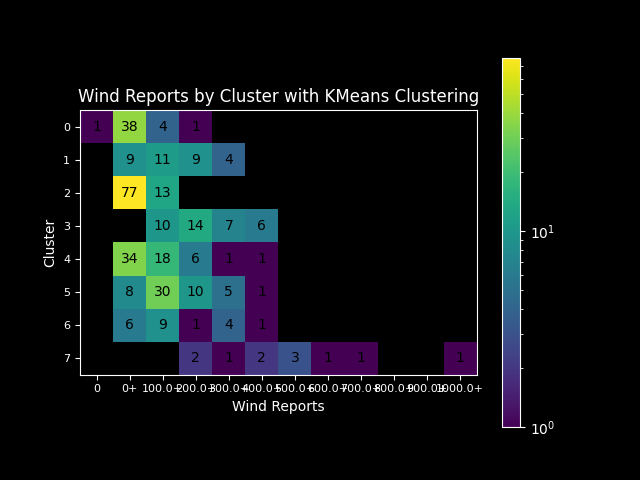 Wind Reports by Cluster with KMeans Clustering
0 1 38 4 1
1 9 11 9 4
2 77 13
3 10 14 7 6
4 34 18 6 1 1
5 8 30 10 5 1
6 6 9 1 4 1
7 2 1 2 3 1 1 1
Cluster
0 0+ 100.0+ 200.0+ 300.0+ 400.0+ 500.0+ 600.0+ 700.0+ 800.0+ 900.0+ 1000.0+
Wind Reports
10^1
10^0